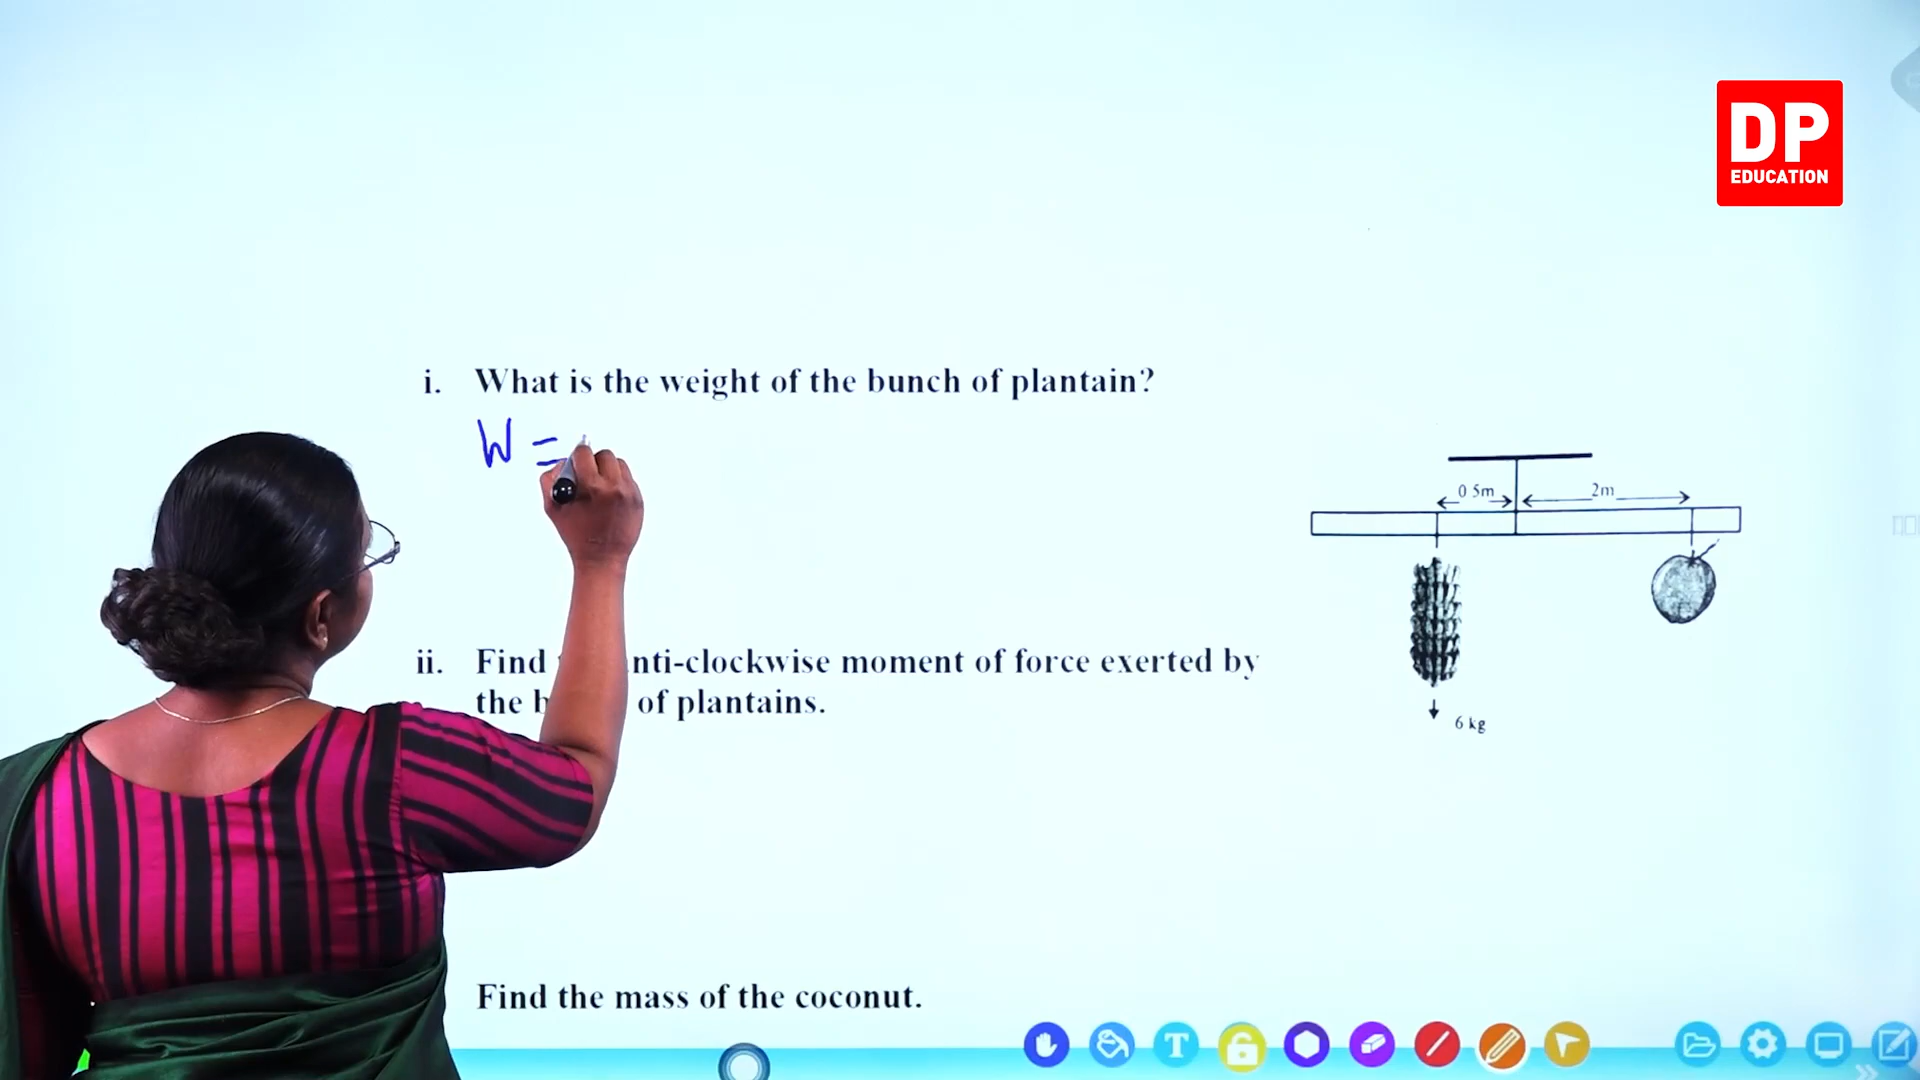 DP
EDUCATION
i. What is the weight of the bunch of plantain?
W =
0 5m
2m
ii. Find nti-clockwise moment of force exerted by
the b of plantains.
6 kg
Find the mass of the coconut.
T